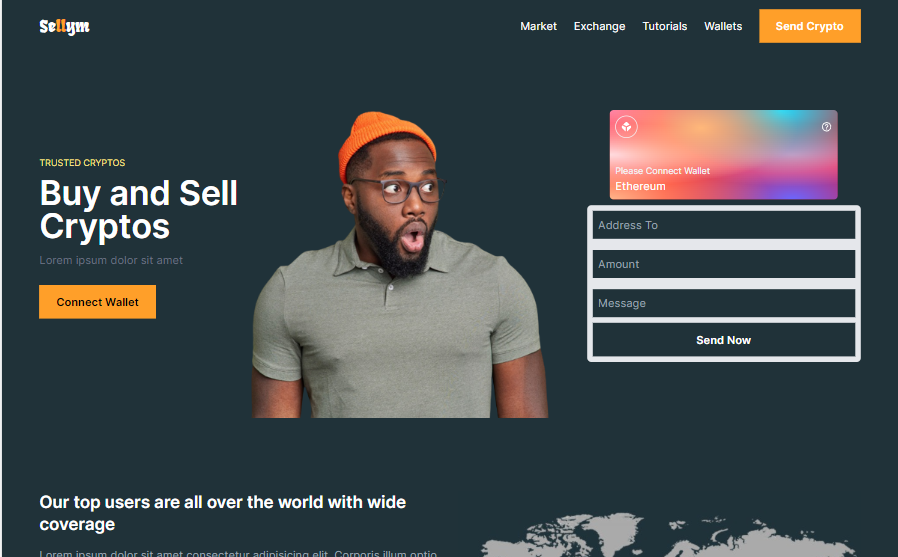 Sellym
Market Exchange Tutorials Wallets Send Crypto
TRUSTED CRYPTOS
Buy and Sell
Cryptos
Lorem ipsum dolor sit amet
Connect Wallet
Please Connect Wallet
Ethereum
Address To
Amount
Message
Send Now
Our top users are all over the world with wide
coverage
Lorem ipsum dolor sit amet consectetur adipisicing elit. Corporis illum optio